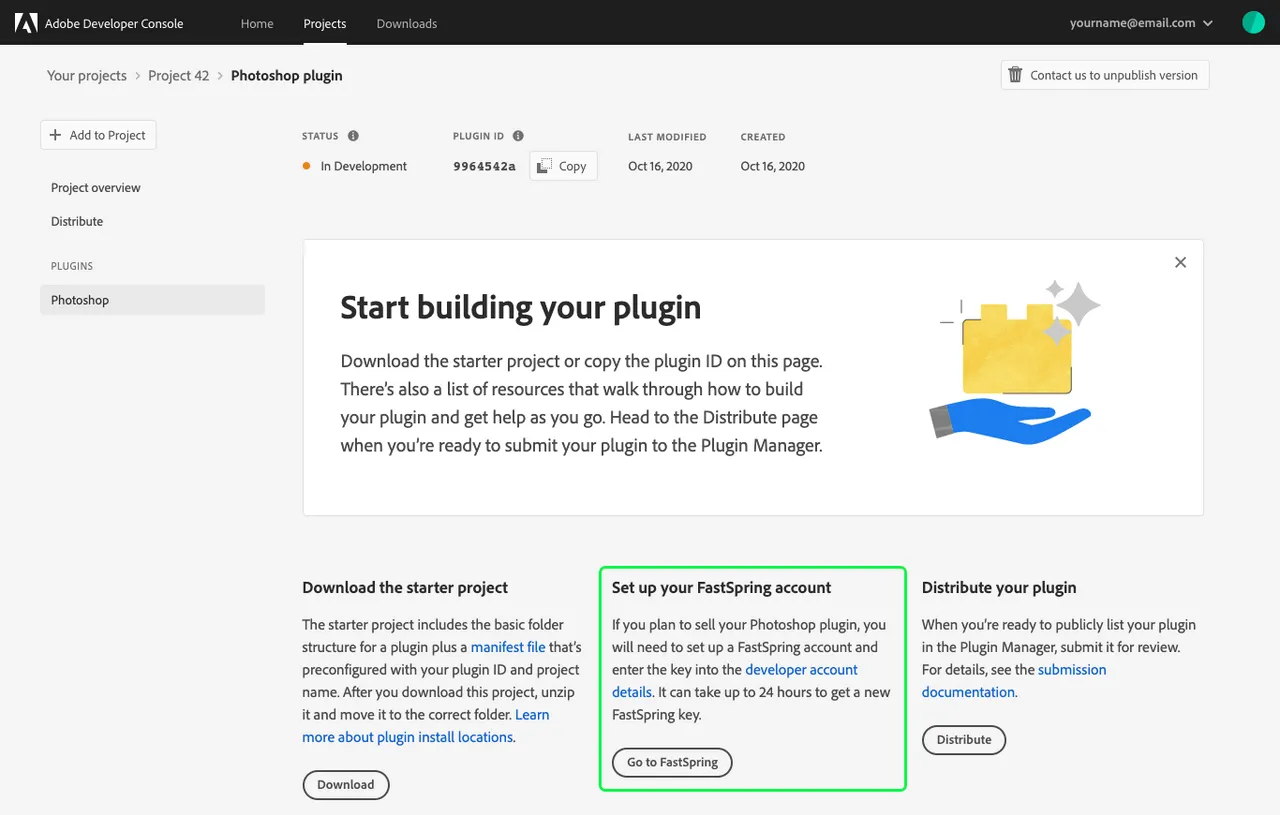 Adobe Developer Console
Home
Projects
Downloads
yourname@email.com
Your projects > Project 42 > Photoshop plugin
Contact us to unpublish version
Add to Project
Project overview
Distribute
PLUGINS
Photoshop
STATUS
In Development
PLUGIN ID
9964542a
Copy
LAST MODIFIED
Oct 16, 2020
CREATED
Oct 16, 2020
Start building your plugin
Download the starter project or copy the plugin ID on this page.
There's also a list of resources that walk through how to build
your plugin and get help as you go. Head to the Distribute page
when you're ready to submit your plugin to the Plugin Manager.
Download the starter project
The starter project includes the basic folder
structure for a plugin plus a manifest file that's
preconfigured with your plugin ID and project
name. After you download this project, unzip
it and move it to the correct folder. Learn
more about plugin install locations.
Download
Set up your FastSpring account
If you plan to sell your Photoshop plugin, you
will need to set up a FastSpring account and
enter the key into the developer account
details. It can take up to 24 hours to get a new
FastSpring key.
Go to FastSpring
Distribute your plugin
When you're ready to publicly list your plugin
in the Plugin Manager, submit it for review.
For details, see the submission
documentation.
Distribute